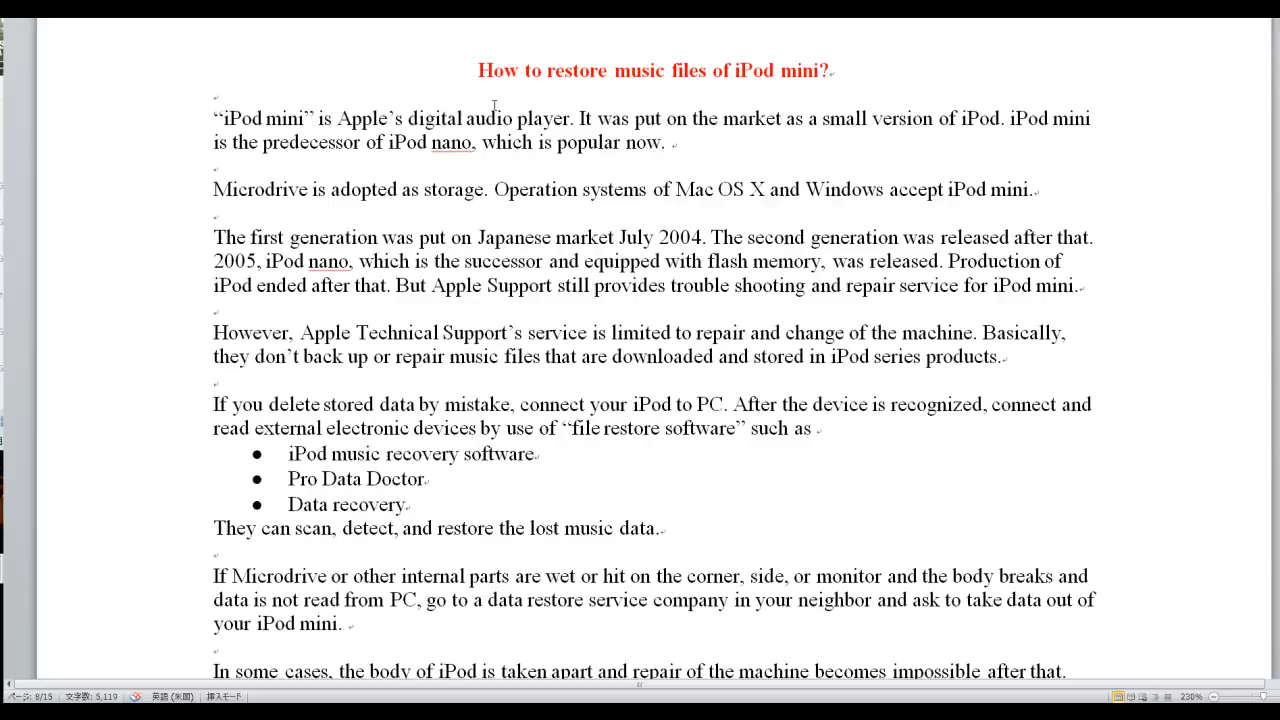 How to restore music files of iPod mini?
“iPod mini” is Apple’s digital audio player. It was put on the market as a small version of iPod. iPod mini
is the predecessor of iPod nano, which is popular now.
Microdrive is adopted as storage. Operation systems of Mac OS X and Windows accept iPod mini.
The first generation was put on Japanese market July 2004. The second generation was released after that.
2005, iPod nano, which is the successor and equipped with flash memory, was released. Production of
iPod ended after that. But Apple Support still provides trouble shooting and repair service for iPod mini.
However, Apple Technical Support’s service is limited to repair and change of the machine. Basically,
they don’t back up or repair music files that are downloaded and stored in iPod series products.
If you delete stored data by mistake, connect your iPod to PC. After the device is recognized, connect and
read external electronic devices by use of “file restore software” such as
● iPod music recovery software
● Pro Data Doctor
● Data recovery
They can scan, detect, and restore the lost music data.
If Microdrive or other internal parts are wet or hit on the corner, side, or monitor and the body breaks and
data is not read from PC, go to a data restore service company in your neighbor and ask to take data out of
your iPod mini.
In some cases, the body of iPod is taken apart and repair of the machine becomes impossible after that.
ページ: 8/15 文字数: 5,119 英語 (米国) 挿入モード 230%